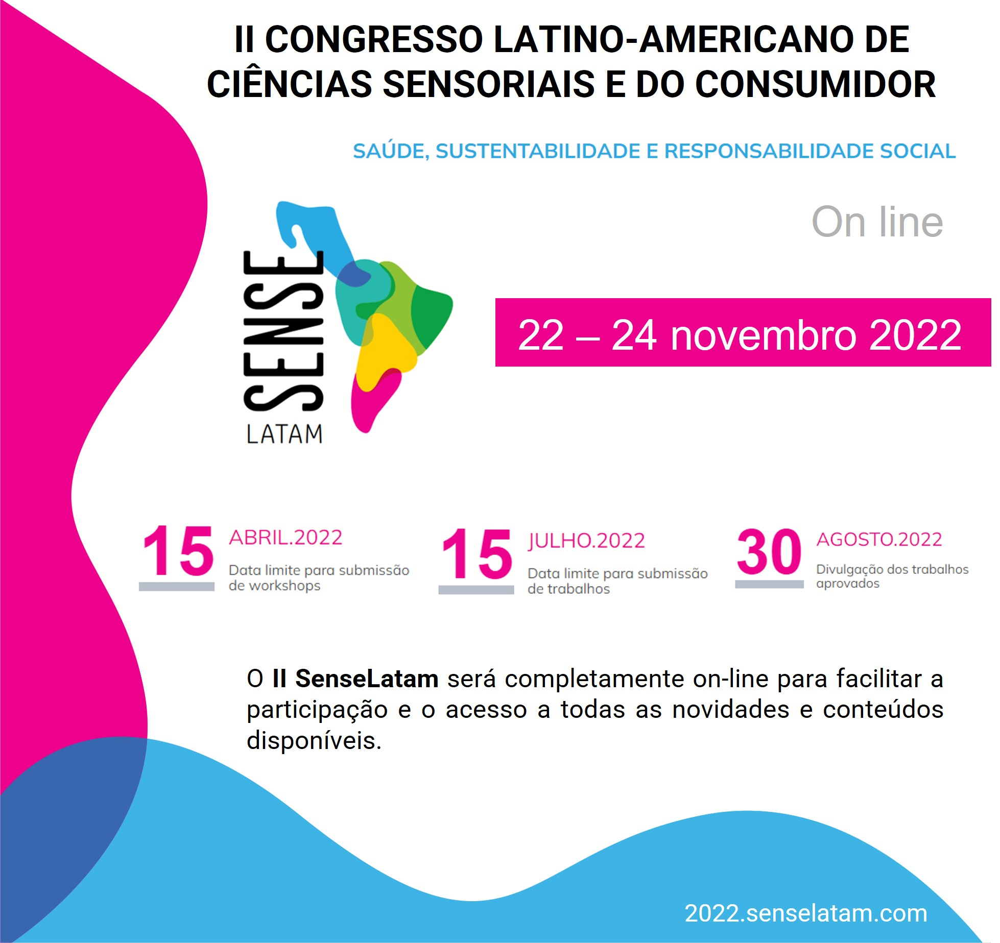 II CONGRESSO LATINO-AMERICANO DE
CIÊNCIAS SENSORIAIS E DO CONSUMIDOR
SAÚDE, SUSTENTABILIDADE E RESPONSABILIDADE SOCIAL
On line
SENSE
LATAM
22 – 24 novembro 2022
15
ABRIL.2022
Data limite para submissão
de workshops
15
JULHO.2022
Data limite para submissão
de trabalhos
30
AGOSTO.2022
Divulgação dos trabalhos
aprovados
O II SenseLatam será completamente on-line para facilitar a
participação e o acesso a todas as novidades e conteúdos
disponíveis.
2022.senselatam.com